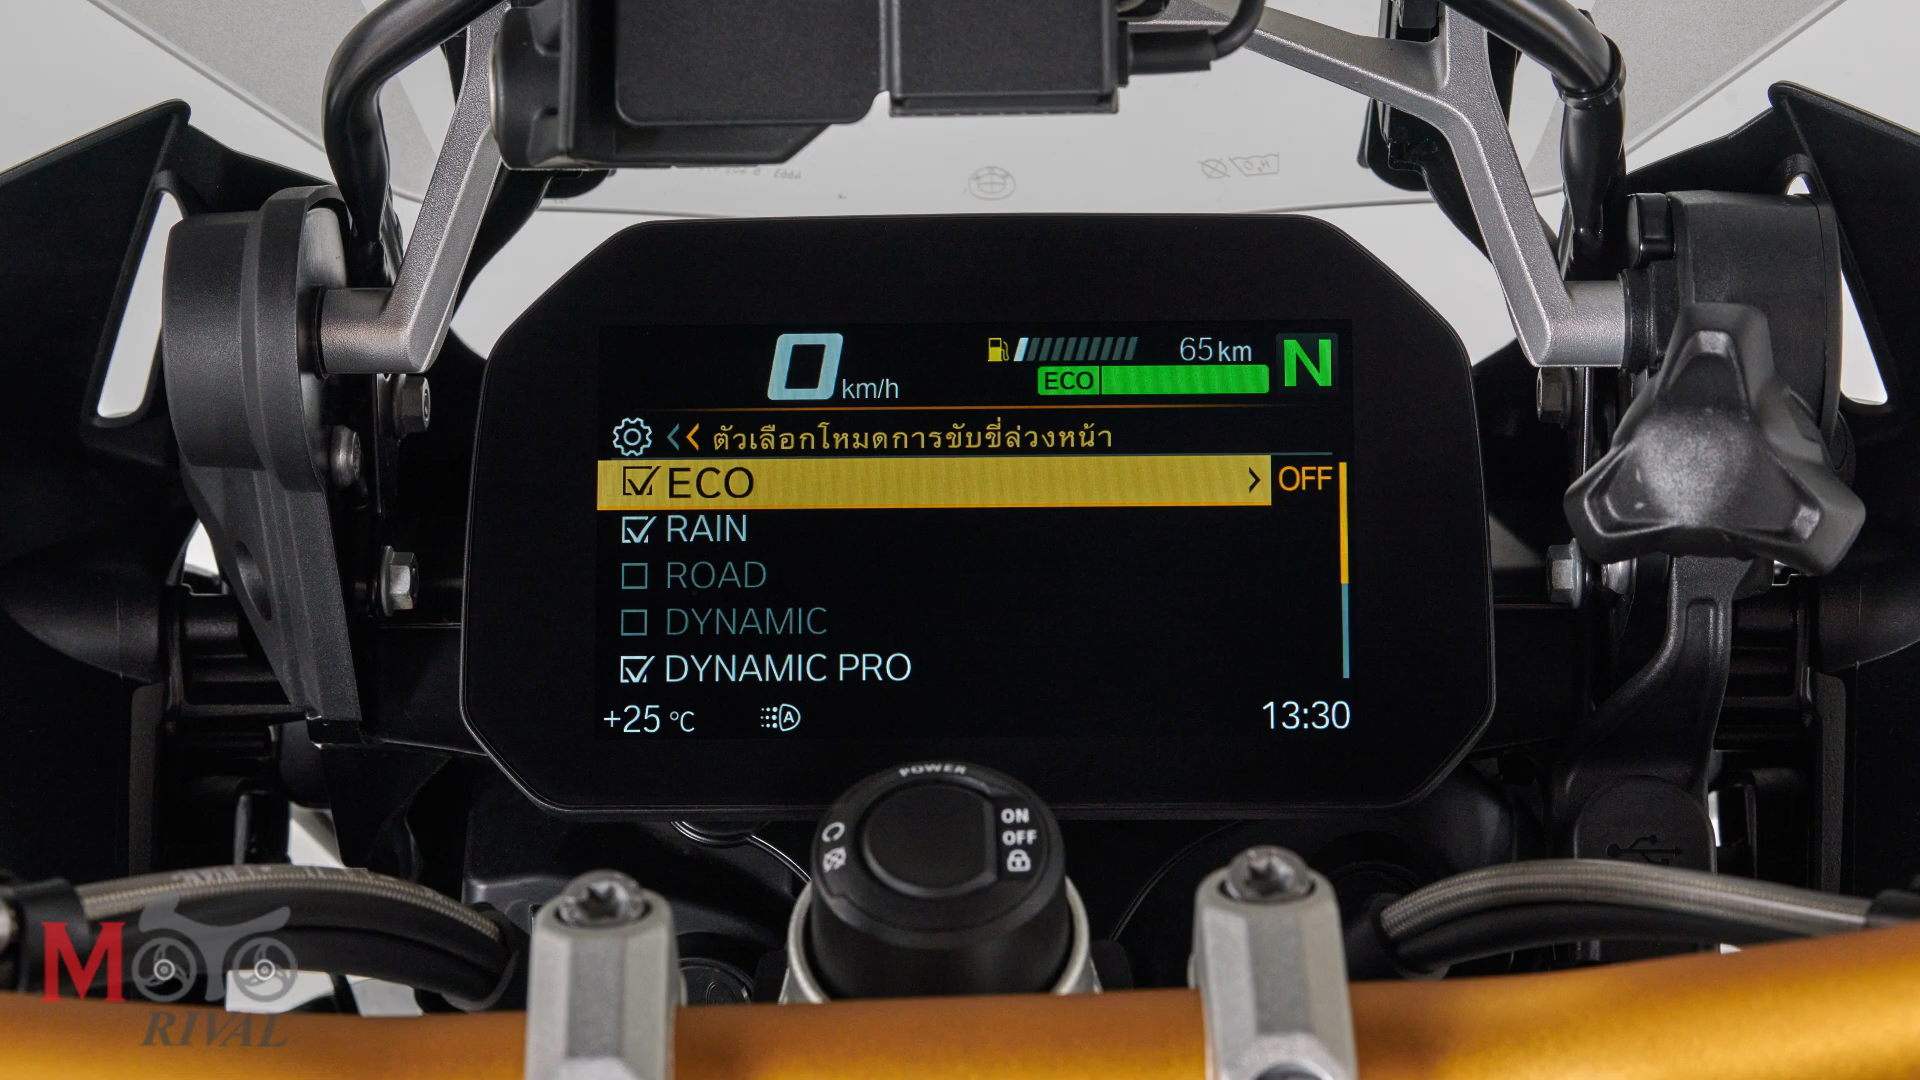 65 km N
0 km/h
ECO
ตัวเลือกโหมดการขับขี่ล่วงหน้า
ECO OFF
RAIN
ROAD
DYNAMIC
DYNAMIC PRO
+25 °C A 13:30
POWER
ON
OFF
MOTO
RIVAL